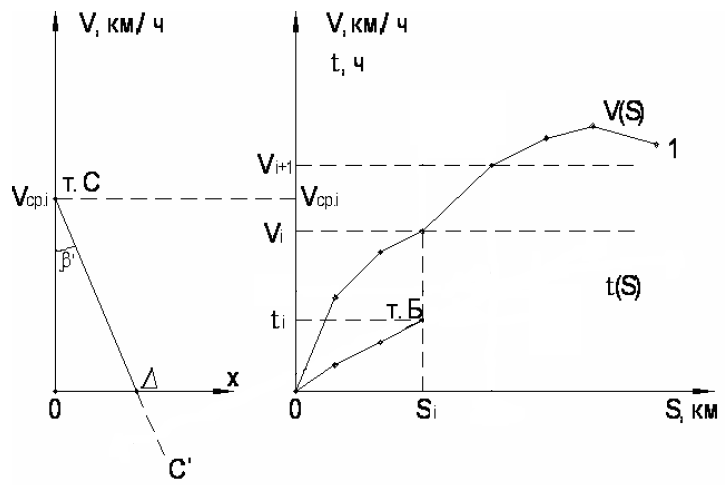 V, км/ ч
V, км/ ч
t, ч
V(S)
1
Vi+1
т. С
Vср.i
Vср.i
Vi
β'
t(S)
ti
т. Б
Δ
х
0
0
Si
S, км
С'